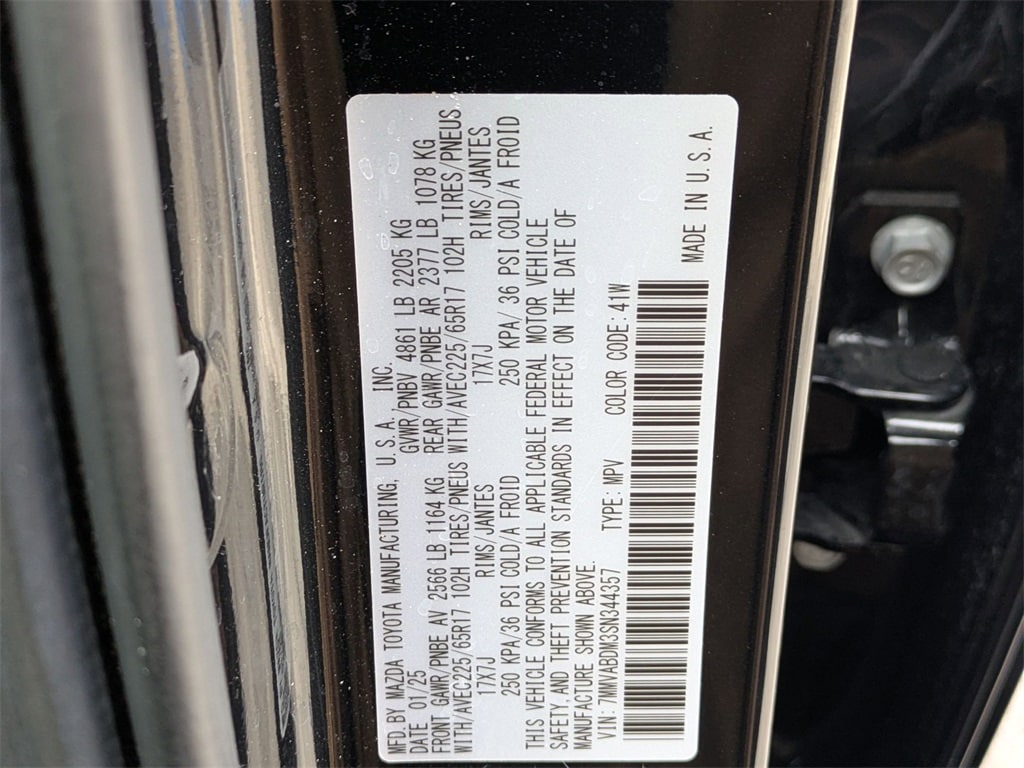 MFD.BY MAZDA TOYOTA MANUFACTURING, U.S.A., INC.
DATE 01/25 GVWR/PNBV 4861 LB 2205 KG
FRONT GAWR/PNBE AV 2566 LB 1164 KG REAR GAWR/PNBE AR 2377 LB 1078 KG
WITH/AVEC225/65R17 102H TIRES/PNEUS WITH/AVEC225/65R17 102H TIRES/PNEUS
17X7J RIMS/JANTES 17X7J RIMS/JANTES
250 KPA/36 PSI COLD/A FROID 250 KPA/ 36 PSI COLD/A FROID
THIS VEHICLE CONFORMS TO ALL APPLICABLE FEDERAL MOTOR VEHICLE
SAFETY, AND THEFT PREVENTION STANDARDS IN EFFECT ON THE DATE OF
MANUFACTURE SHOWN ABOVE.
VIN: 7MMVABDM3SN344357 TYPE: MPV COLOR CODE: 41W
MADE IN U.S.A.